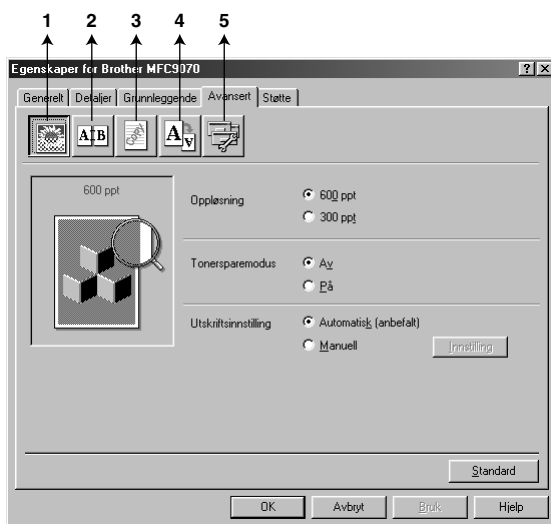 1 2 3 4 5
Egenskaper for Brother MFC9070
Generelt Detaljer Grunnleggende Avansert Støtte
A B A A
600 ppt
Oppløsning
600 ppt
300 ppt
Tonersparemodus
Av
På
Utskriftsinnstilling
Automatisk (anbefalt)
Manuell
Innstilling
Standard
OK Avbryt Bruk Hjelp